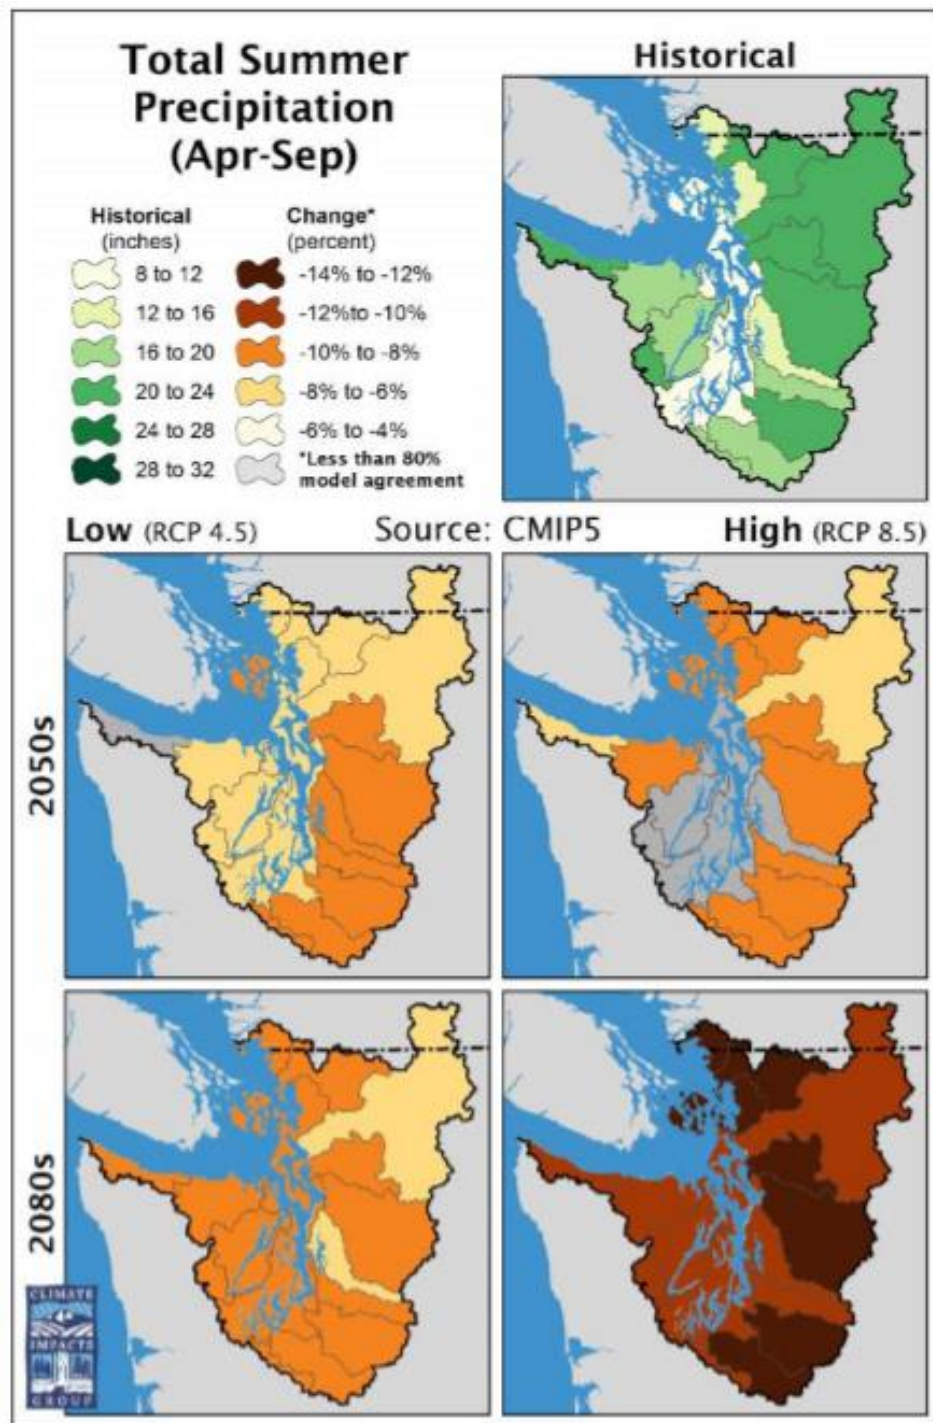 Total Summer
Precipitation
(Apr-Sep)
Historical
Historical
(inches)
Change*
(percent)
8 to 12
-14% to -12%
12 to 16
-12%to -10%
16 to 20
-10% to -8%
20 to 24
-8% to -6%
24 to 28
-6% to -4%
28 to 32
*Less than 80%
model agreement
Low (RCP 4.5)
Source: CMIP5
High (RCP 8.5)
2050s
2080s
CLIMATE
IMPACTS
GROUP